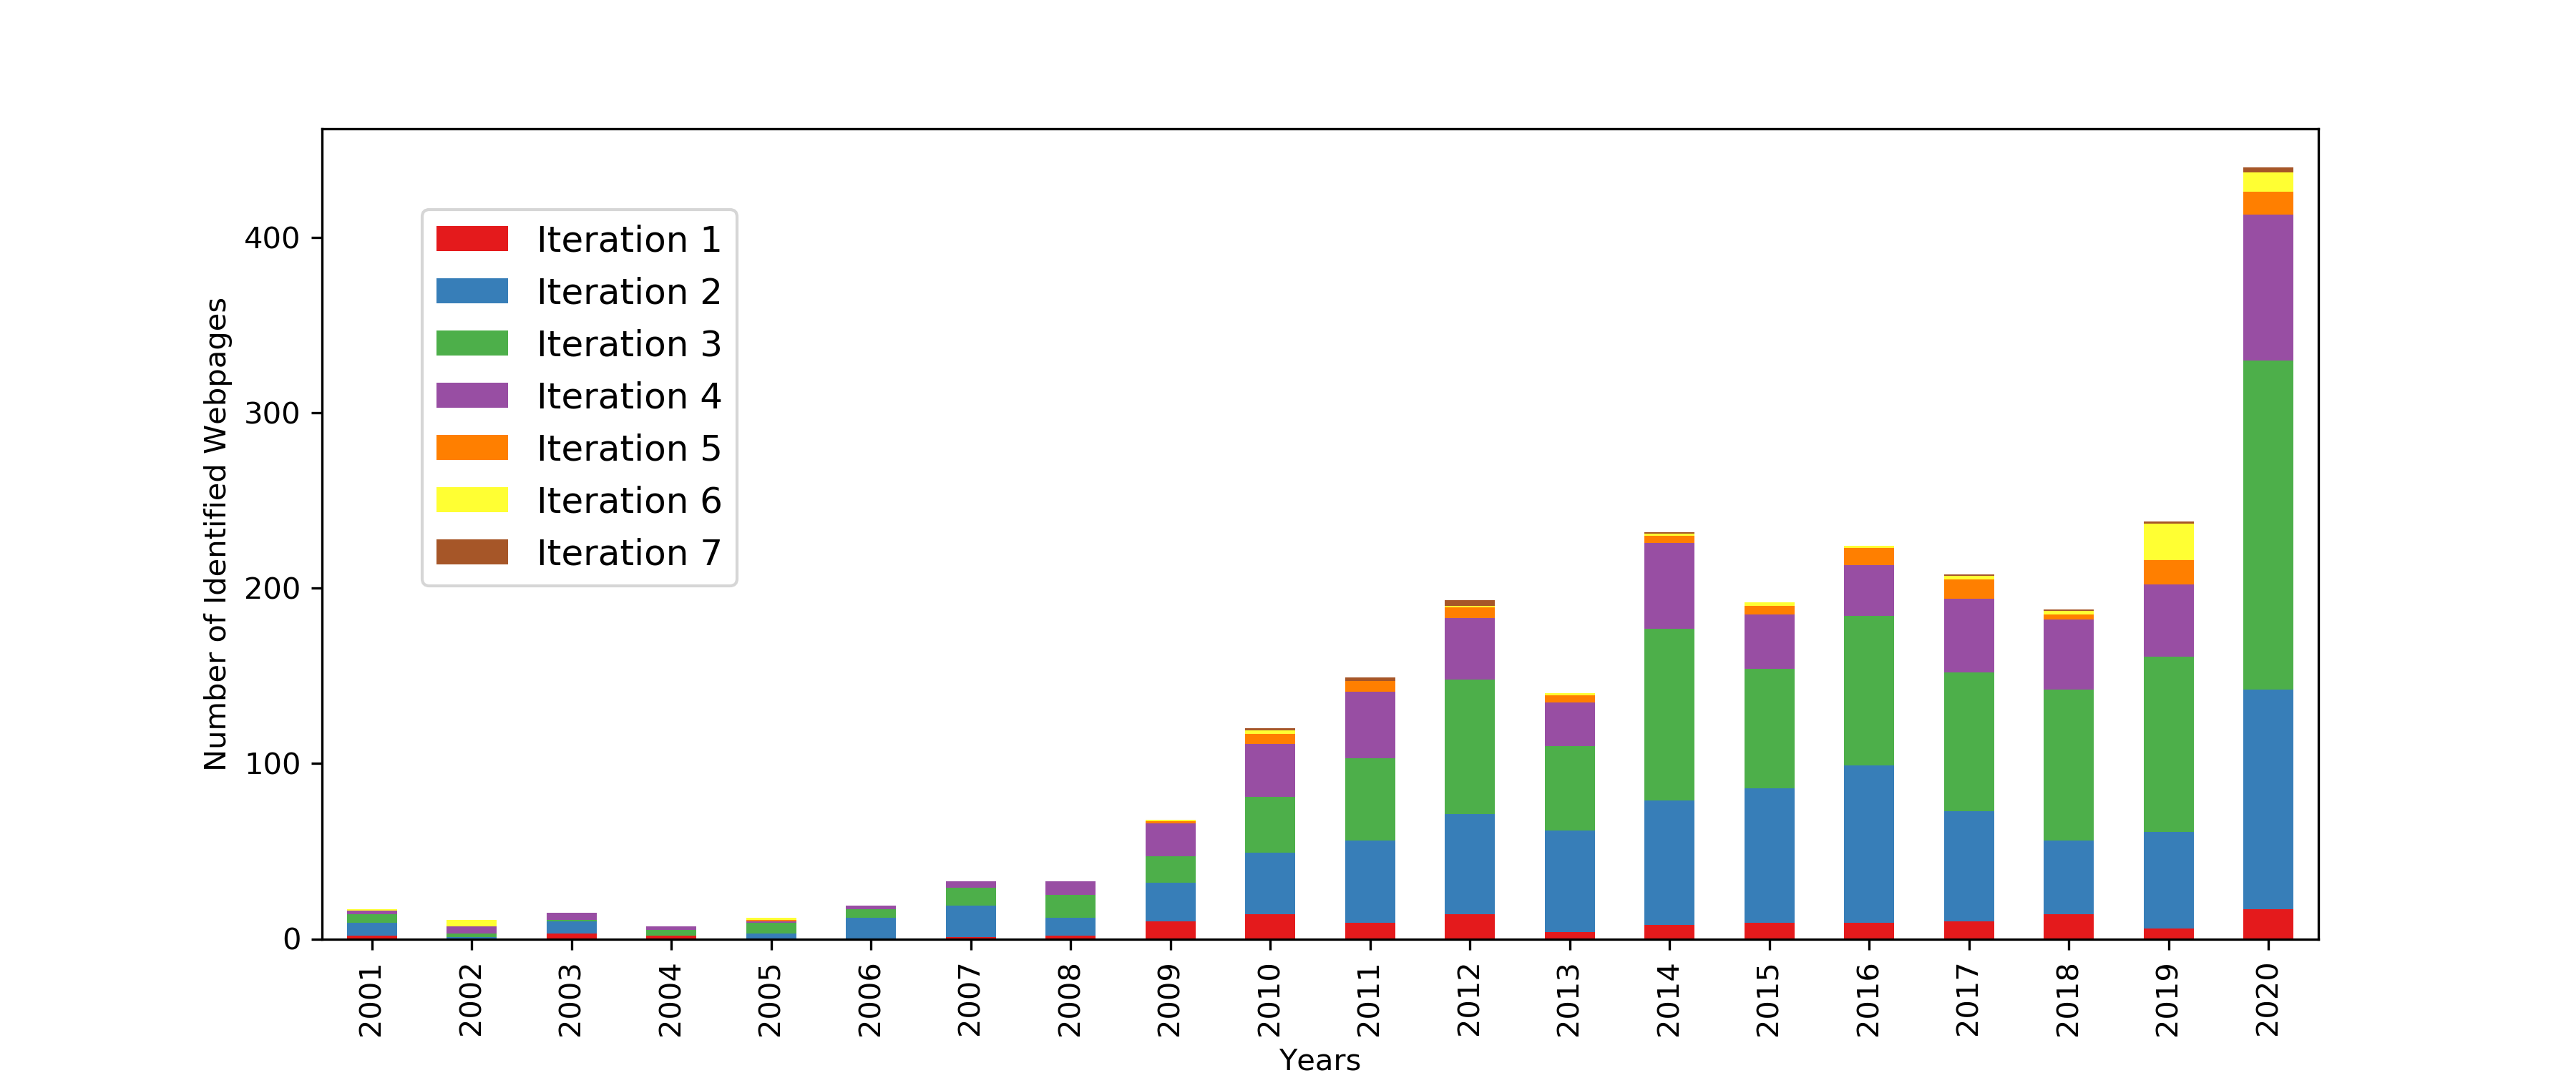 Number of Identified Webpages
400
300
200
100
0
Iteration 1
Iteration 2
Iteration 3
Iteration 4
Iteration 5
Iteration 6
Iteration 7
2001
2002
2003
2004
2005
2006
2007
2008
2009
2010
2011
2012
2013
2014
2015
2016
2017
2018
2019
2020
Years